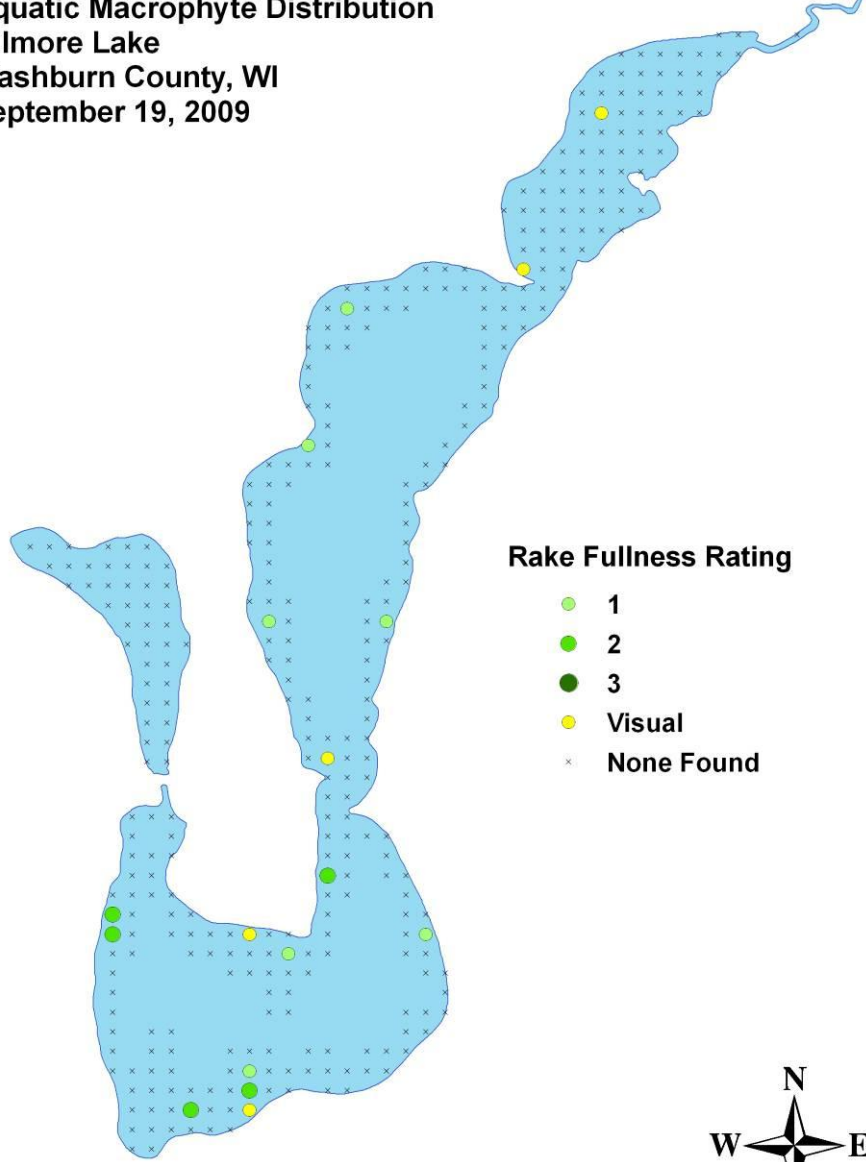 quatic Macrophyte Distribution
lmore Lake
ashburn County, WI
eptember 19, 2009
Rake Fullness Rating
1
2
3
Visual
None Found
N
W E